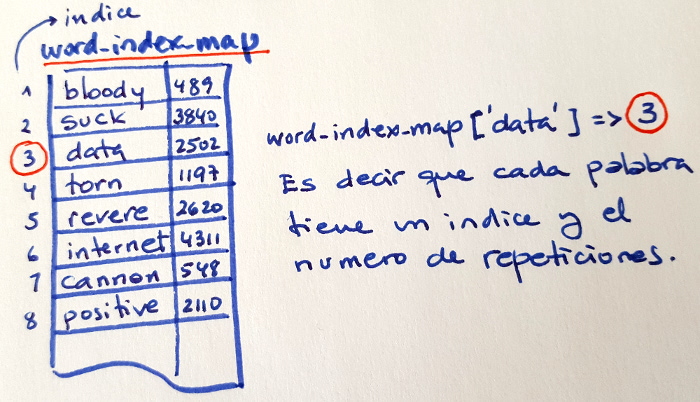 indice
word-index-map
1 bloody 489
2 suck 3840
3 data 2502
4 torn 1197
5 revere 2620
6 internet 4311
7 cannon 548
8 positive 2110
word-index-map ['data'] => 3
Es decir que cada palabra
tiene un indice y el
numero de repeticiones.